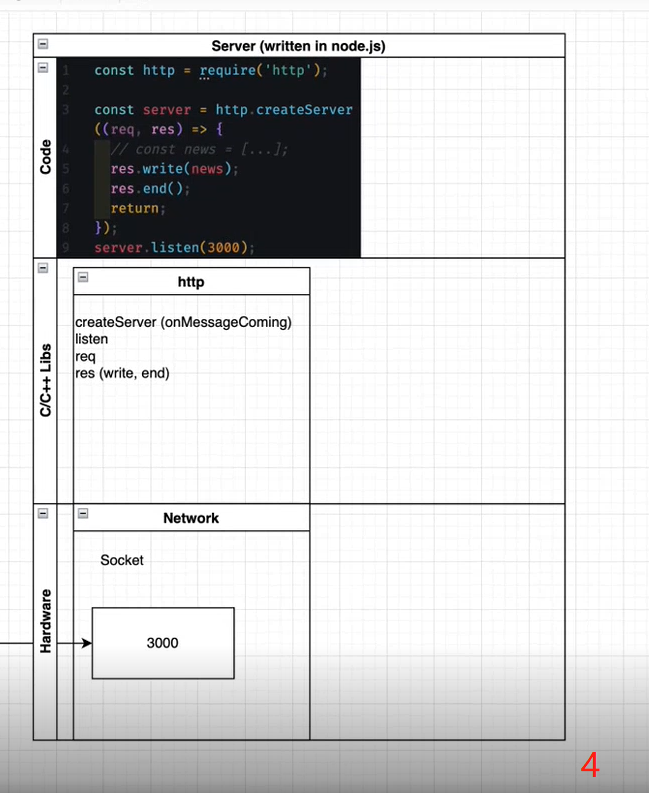 Server (written in node.js)
Code
1 const http = require('http');
2
3 const server = http.createServer
((req, res) => {
4 // const news = [...];
5 res.write(news);
6 res.end();
7 return;
8 });
9 server.listen(3000);
C/C++ Libs
http
createServer (onMessageComing)
listen
req
res (write, end)
Hardware
Network
Socket
3000
4